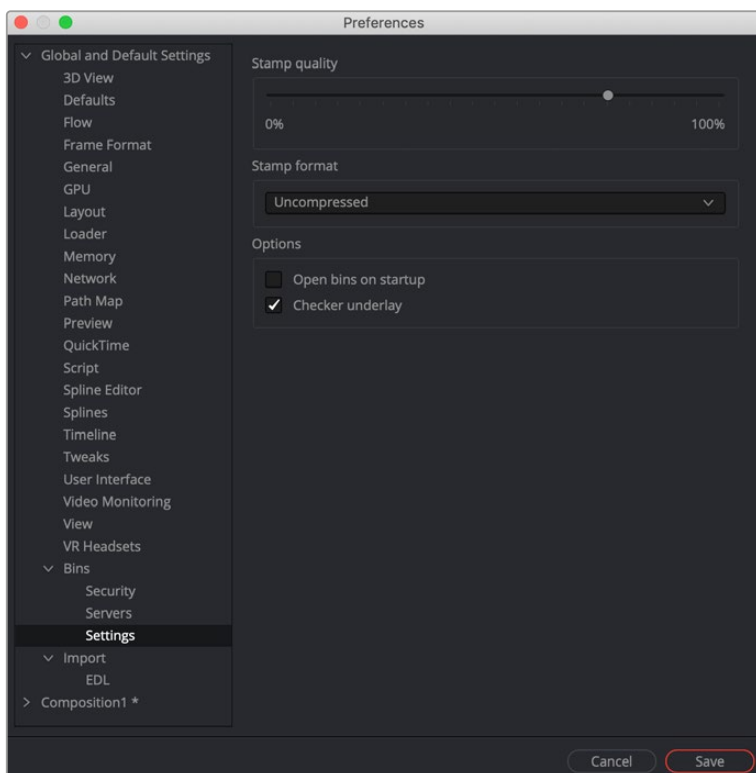 Preferences
Global and Default Settings
3D View
Defaults
Flow
Frame Format
General
GPU
Layout
Loader
Memory
Network
Path Map
Preview
QuickTime
Script
Spline Editor
Splines
Timeline
Tweaks
User Interface
Video Monitoring
View
VR Headsets
Bins
Security
Servers
Settings
Import
EDL
Composition1 *
Stamp quality
0% 100%
Stamp format
Uncompressed
Options
Open bins on startup
Checker underlay
Cancel Save